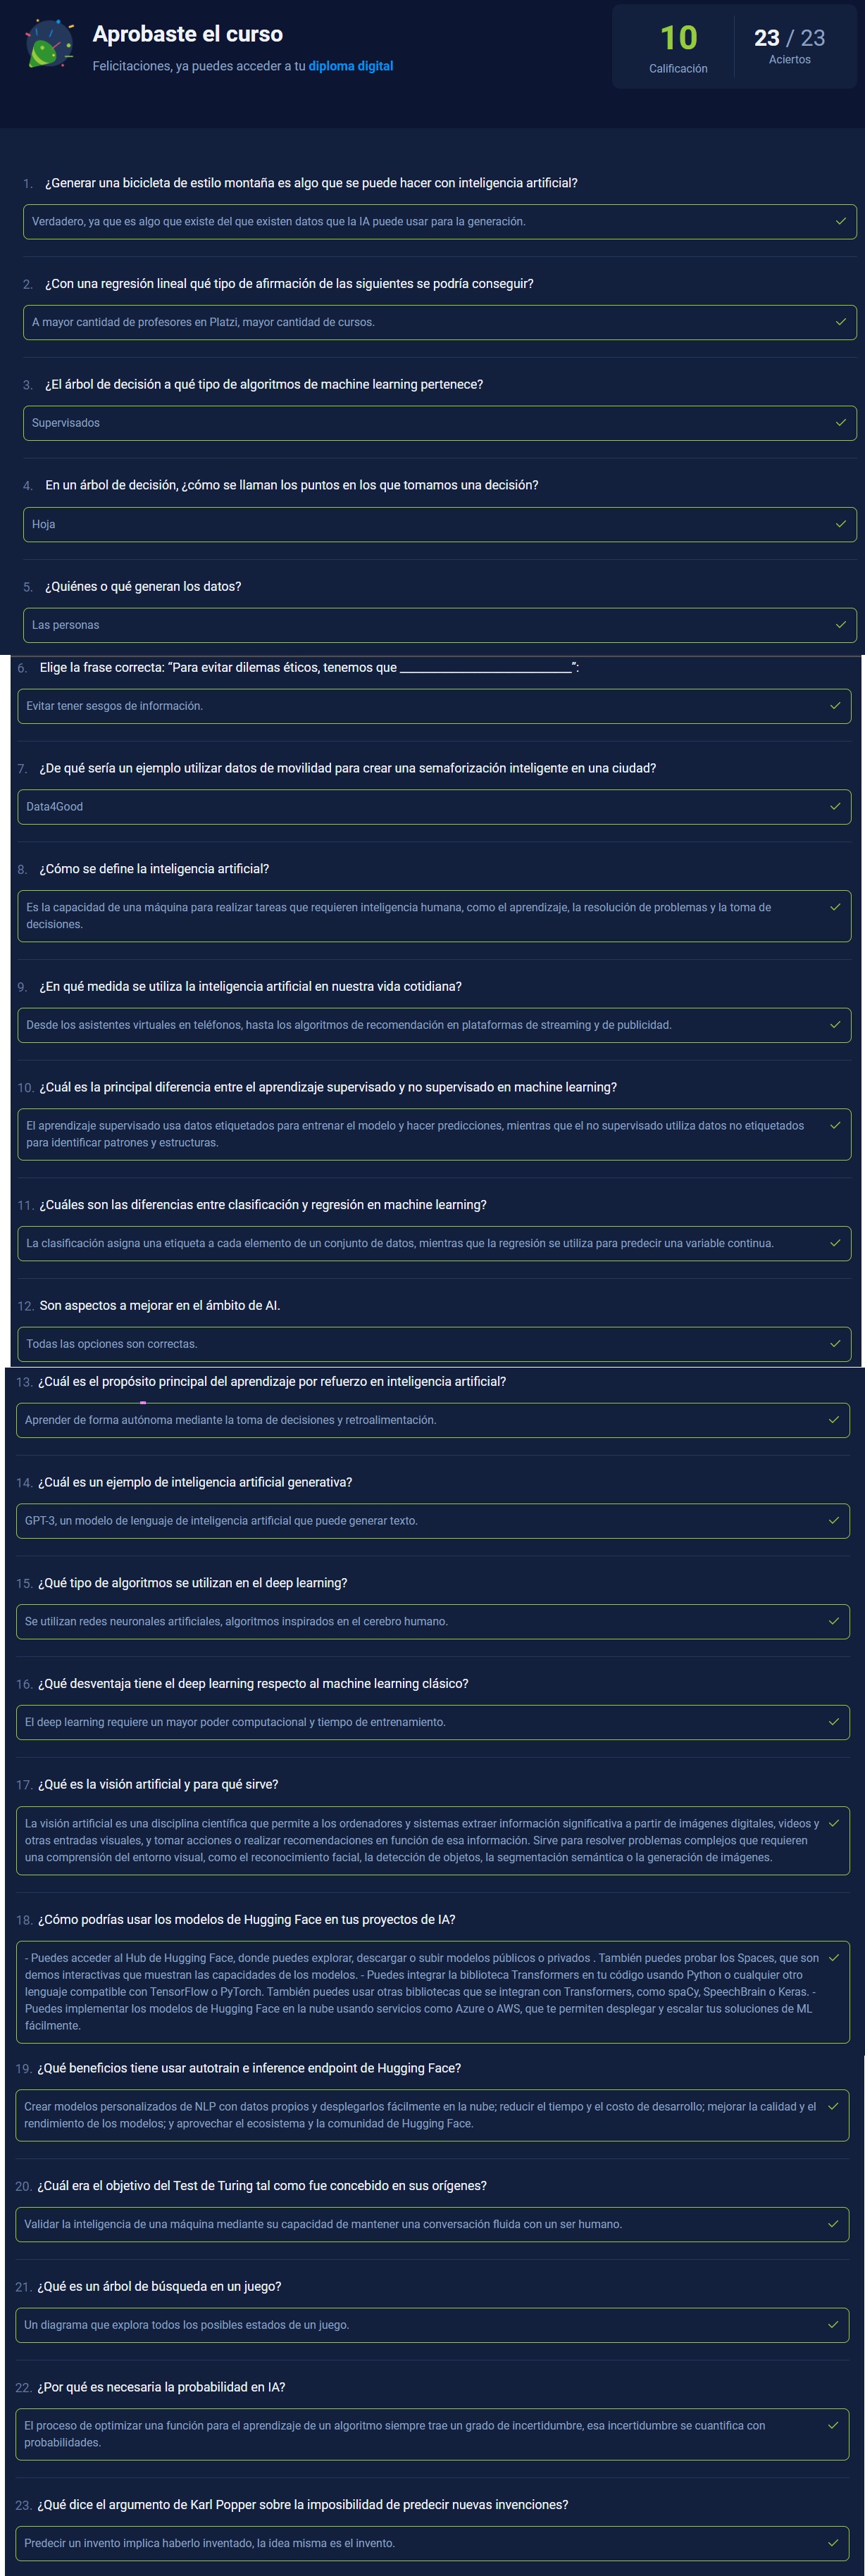 Aprobaste el curso
Felicitaciones, ya puedes acceder a tu diploma digital
10
Calificación
23 / 23
Aciertos
1. ¿Generar una bicicleta de estilo montaña es algo que se puede hacer con inteligencia artificial?
Verdadero, ya que es algo que existe del que existen datos que la IA puede usar para la generación.
2. ¿Con una regresión lineal qué tipo de afirmación de las siguientes se podría conseguir?
A mayor cantidad de profesores en Platzi, mayor cantidad de cursos.
3. ¿El árbol de decisión a qué tipo de algoritmos de machine learning pertenece?
Supervisados
4. En un árbol de decisión, ¿cómo se llaman los puntos en los que tomamos una decisión?
Hoja
5. ¿Quiénes o qué generan los datos?
Las personas
6. Elige la frase correcta: “Para evitar dilemas éticos, tenemos que ___________________________”:
Evitar tener sesgos de información.
7. ¿De qué sería un ejemplo utilizar datos de movilidad para crear una semaforización inteligente en una ciudad?
Data4Good
8. ¿Cómo se define la inteligencia artificial?
Es la capacidad de una máquina para realizar tareas que requieren inteligencia humana, como el aprendizaje, la resolución de problemas y la toma de
decisiones.
9. ¿En qué medida se utiliza la inteligencia artificial en nuestra vida cotidiana?
Desde los asistentes virtuales en teléfonos, hasta los algoritmos de recomendación en plataformas de streaming y de publicidad.
10. ¿Cuál es la principal diferencia entre el aprendizaje supervisado y no supervisado en machine learning?
El aprendizaje supervisado usa datos etiquetados para entrenar el modelo y hacer predicciones, mientras que el no supervisado utiliza datos no etiquetados
para identificar patrones y estructuras.
11. ¿Cuáles son las diferencias entre clasificación y regresión en machine learning?
La clasificación asigna una etiqueta a cada elemento de un conjunto de datos, mientras que la regresión se utiliza para predecir una variable continua.
12. Son aspectos a mejorar en el ámbito de AI.
Todas las opciones son correctas.
13. ¿Cuál es el propósito principal del aprendizaje por refuerzo en inteligencia artificial?
Aprender de forma autónoma mediante la toma de decisiones y retroalimentación.
14. ¿Cuál es un ejemplo de inteligencia artificial generativa?
GPT-3, un modelo de lenguaje de inteligencia artificial que puede generar texto.
15. ¿Qué tipo de algoritmos se utilizan en el deep learning?
Se utilizan redes neuronales artificiales, algoritmos inspirados en el cerebro humano.
16. ¿Qué desventaja tiene el deep learning respecto al machine learning clásico?
El deep learning requiere un mayor poder computacional y tiempo de entrenamiento.
17. ¿Qué es la visión artificial y para qué sirve?
La visión artificial es una disciplina científica que permite a los ordenadores y sistemas extraer información significativa a partir de imágenes digitales, videos y
otras entradas visuales, y tomar acciones o realizar recomendaciones en función de esa información. Sirve para resolver problemas complejos que requieren
una comprensión del entorno visual, como el reconocimiento facial, la detección de objetos, la segmentación semántica o la generación de imágenes.
18. ¿Cómo podrías usar los modelos de Hugging Face en tus proyectos de IA?
- Puedes acceder al Hub de Hugging Face, donde puedes explorar, descargar o subir modelos públicos o privados . También puedes probar los Spaces, que son
demos interactivas que muestran las capacidades de los modelos. - Puedes integrar la biblioteca Transformers en tu código usando Python o cualquier otro
lenguaje compatible con TensorFlow o PyTorch. También puedes usar otras bibliotecas que se integran con Transformers, como spaCy, SpeechBrain o Keras. -
Puedes implementar los modelos de Hugging Face en la nube usando servicios como Azure o AWS, que te permiten desplegar y escalar tus soluciones de ML
fácilmente.
19. ¿Qué beneficios tiene usar autotrain e inference endpoint de Hugging Face?
Crear modelos personalizados de NLP con datos propios y desplegarlos fácilmente en la nube; reducir el tiempo y el costo de desarrollo; mejorar la calidad y el
rendimiento de los modelos; y aprovechar el ecosistema y la comunidad de Hugging Face.
20. ¿Cuál era el objetivo del Test de Turing tal como fue concebido en sus orígenes?
Validar la inteligencia de una máquina mediante su capacidad de mantener una conversación fluida con un ser humano.
21. ¿Qué es un árbol de búsqueda en un juego?
Un diagrama que explora todos los posibles estados de un juego.
22. ¿Por qué es necesaria la probabilidad en IA?
El proceso de optimizar una función para el aprendizaje de un algoritmo siempre trae un grado de incertidumbre, esa incertidumbre se cuantifica con
probabilidades.
23. ¿Qué dice el argumento de Karl Popper sobre la imposibilidad de predecir nuevas invenciones?
Predecir un invento implica haberlo inventado, la idea misma es el invento.